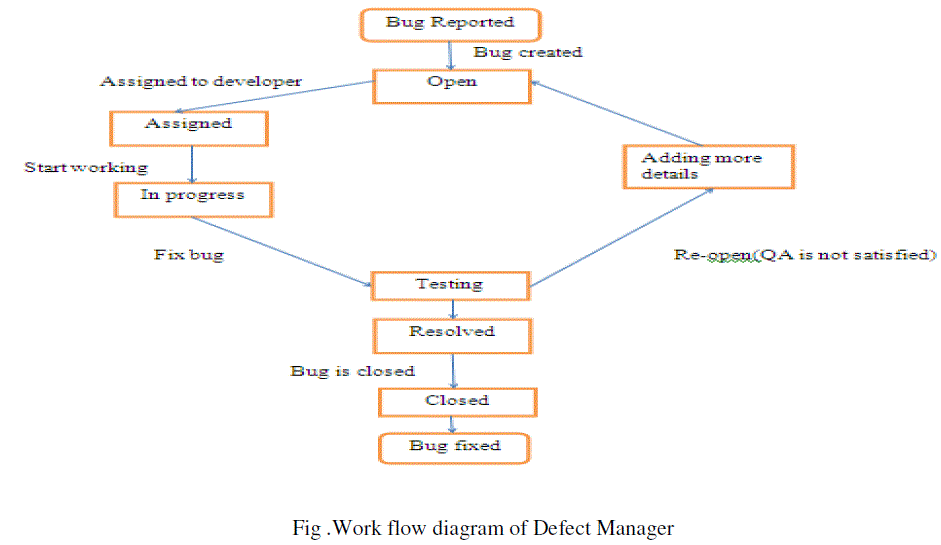 Bug Reported
Bug created
Open
Assigned to developer
Assigned
Start working
In progress
Adding more
details
Fix bug
Re-open(QA is not satisfied)
Testing
Resolved
Bug is closed
Closed
Bug fixed
Fig .Work flow diagram of Defect Manager